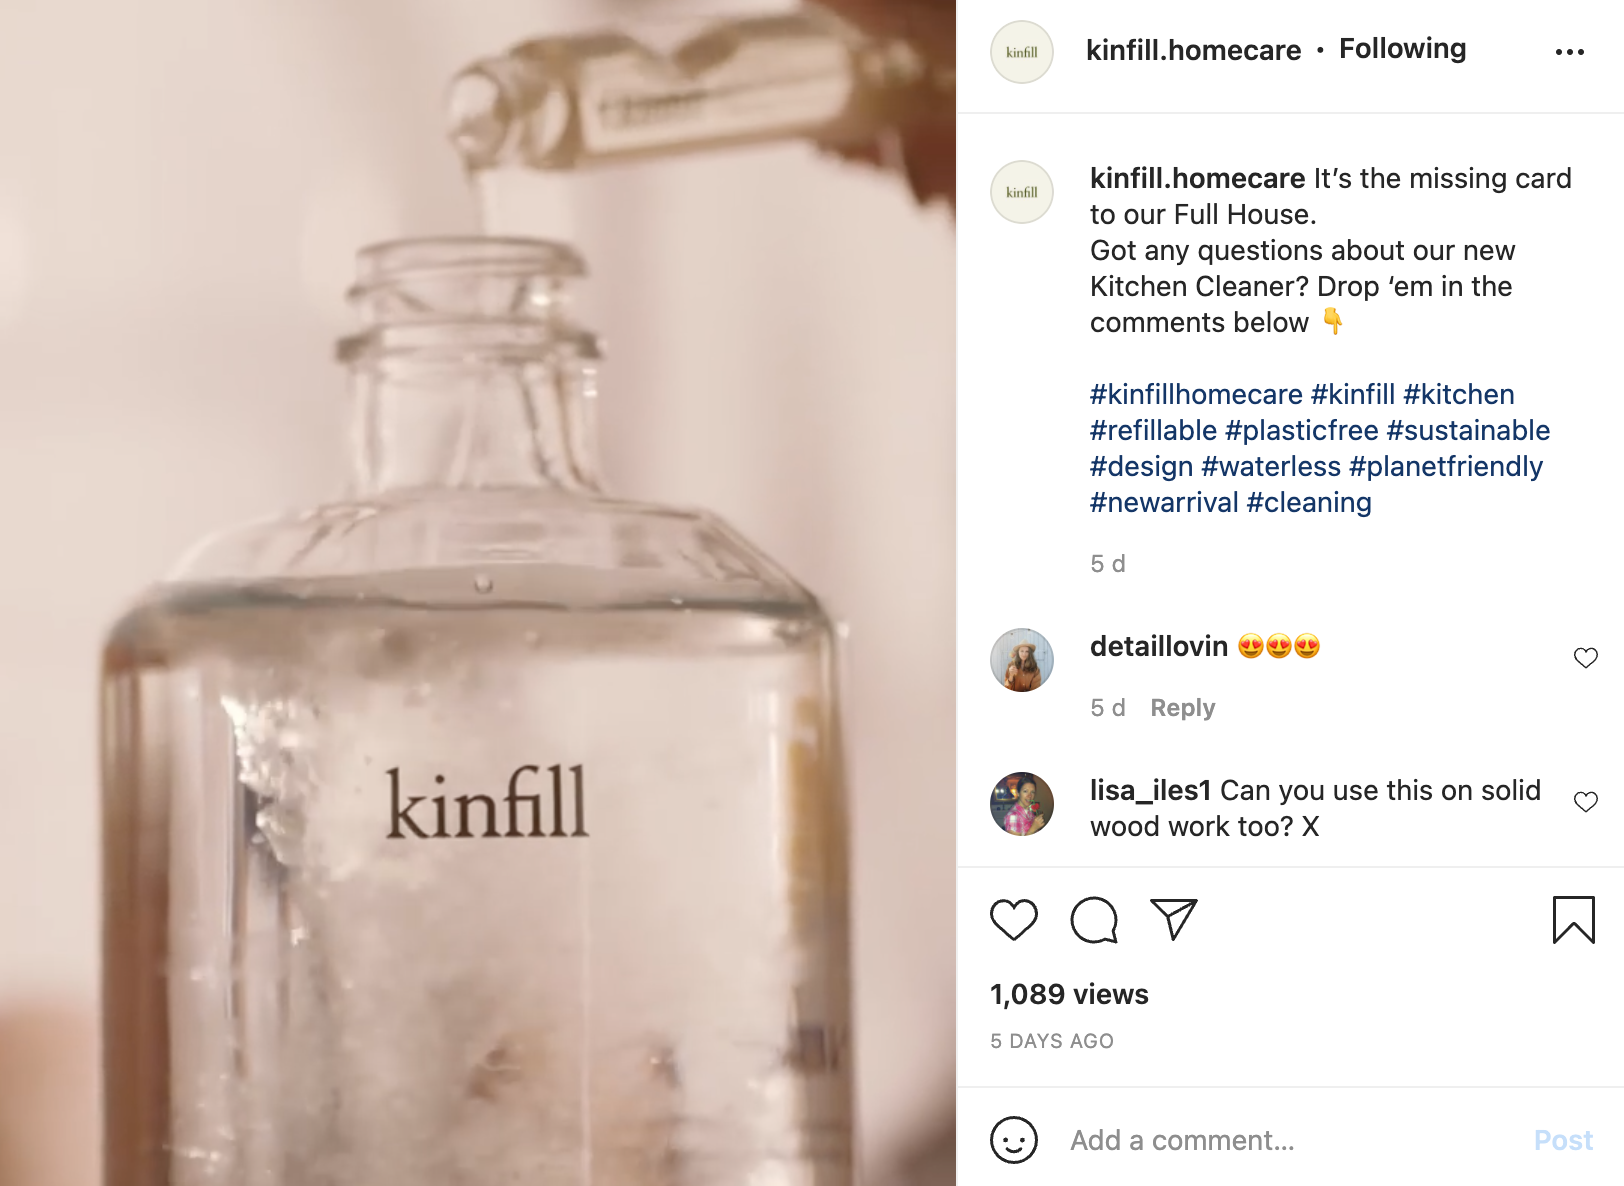 kinfill
kinfill
kinfill.homecare • Following
kinfill
kinfill.homecare It’s the missing card
to our Full House.
Got any questions about our new
Kitchen Cleaner? Drop ‘em in the
comments below 👇
#kinfillhomecare #kinfill #kitchen
#refillable #plasticfree #sustainable
#design #waterless #planetfriendly
#newarrival #cleaning
5 d
detaillovin 😍😍😍
5 d Reply
lisa_iles1 Can you use this on solid
wood work too? X
1,089 views
5 DAYS AGO
Add a comment... Post